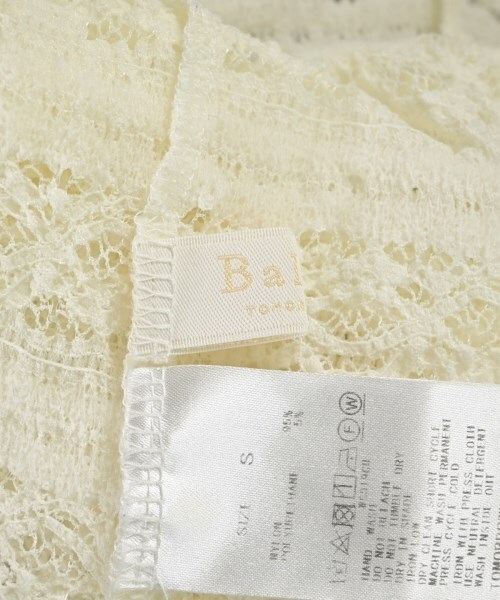 Bal
TOMO
SIZE S
NYLON 95%
POLYURETHANE 5%
HAND WASH
DO NOT BLEACH
DO NOT TUMBLE DRY
DRY IN SHADE
IRON LOW
DRY CLEAN SHORT CYCLE
MACHINE WASH PERMANENT
PRESS CYCLE COLD
IRON WITH PRESS CLOTH
USE NEUTRAL DETERGENT
WASH INSIDE OUT